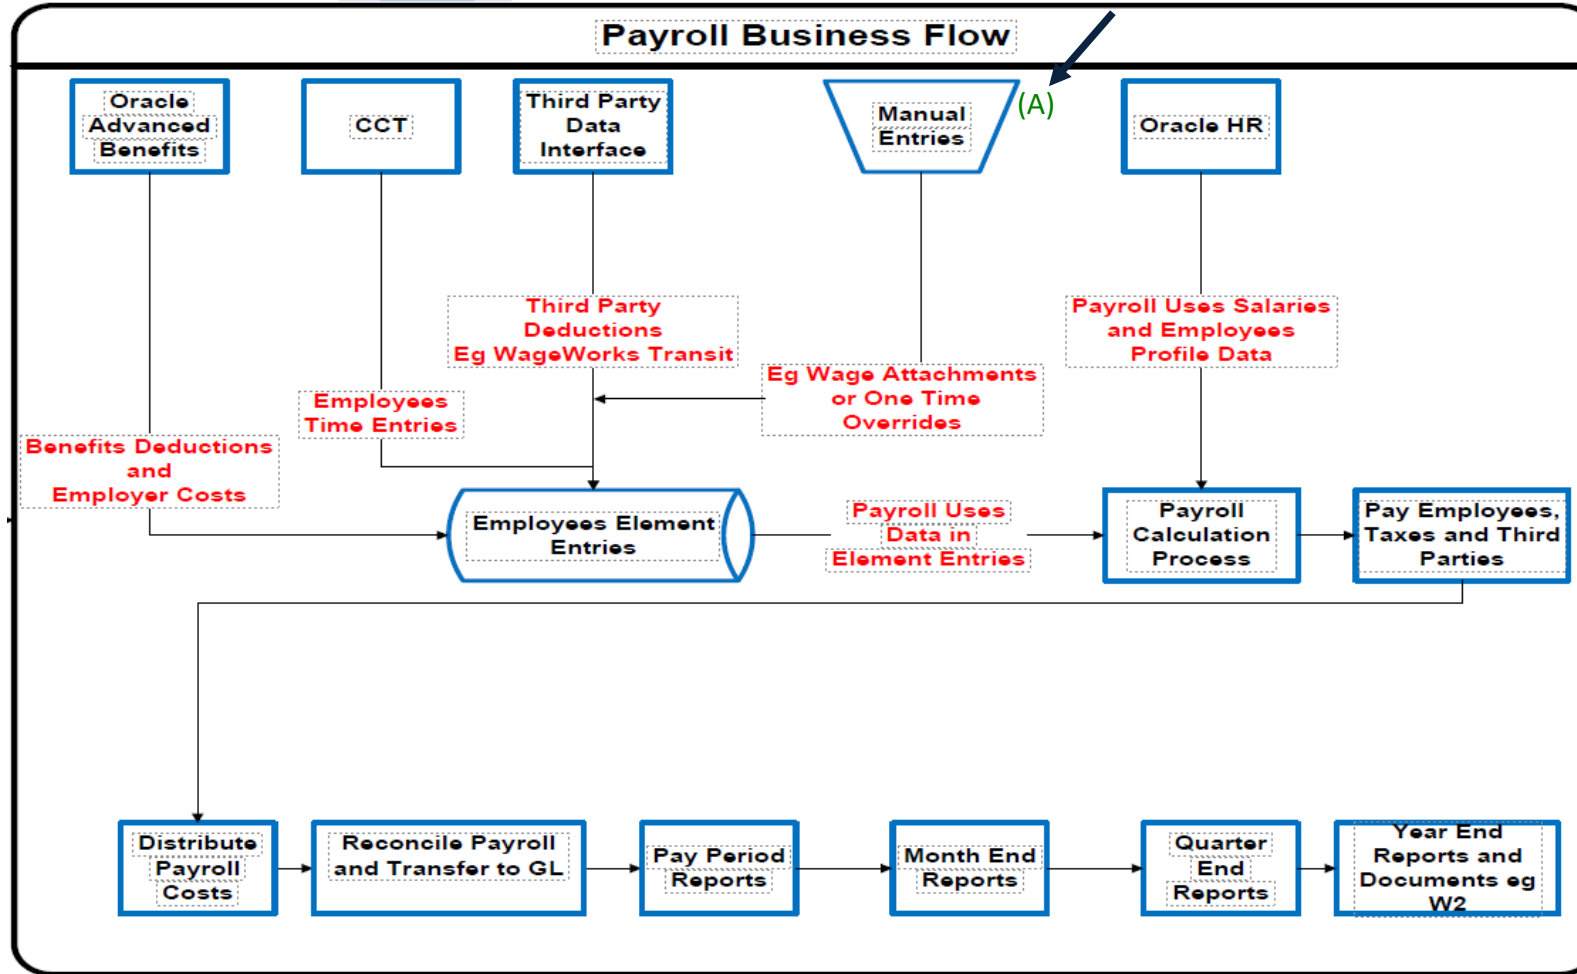 Payroll Business Flow
Oracle
Advanced
Benefits
CCT
Third Party
Data
Interface
Manual
Entries
(A)
Oracle HR
Third Party
Deductions
Eg WageWorks Transit
Payroll Uses Salaries
and Employees
Profile Data
Eg Wage Attachments
or One Time
Overrides
Employees
Time Entries
Benefits Deductions
and
Employer Costs
Employees Element
Entries
Payroll Uses
Data in
Element Entries
Payroll
Calculation
Process
Pay Employees,
Taxes and Third
Parties
Distribute
Payroll
Costs
Reconcile Payroll
and Transfer to GL
Pay Period
Reports
Month End
Reports
Quarter
End
Reports
Year End
Reports and
Documents eg
W2